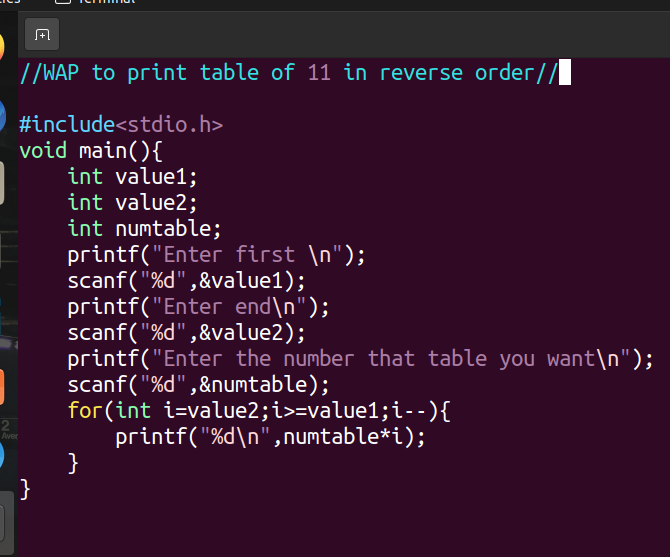 Terminal
//WAP to print table of 11 in reverse order//
#include<stdio.h>
void main(){
    int value1;
    int value2;
    int numtable;
    printf("Enter first \n");
    scanf("%d",&value1);
    printf("Enter end\n");
    scanf("%d",&value2);
    printf("Enter the number that table you want\n");
    scanf("%d",&numtable);
    for(int i=value2;i>=value1;i--){
        printf("%d\n",numtable*i);
    }
}
2